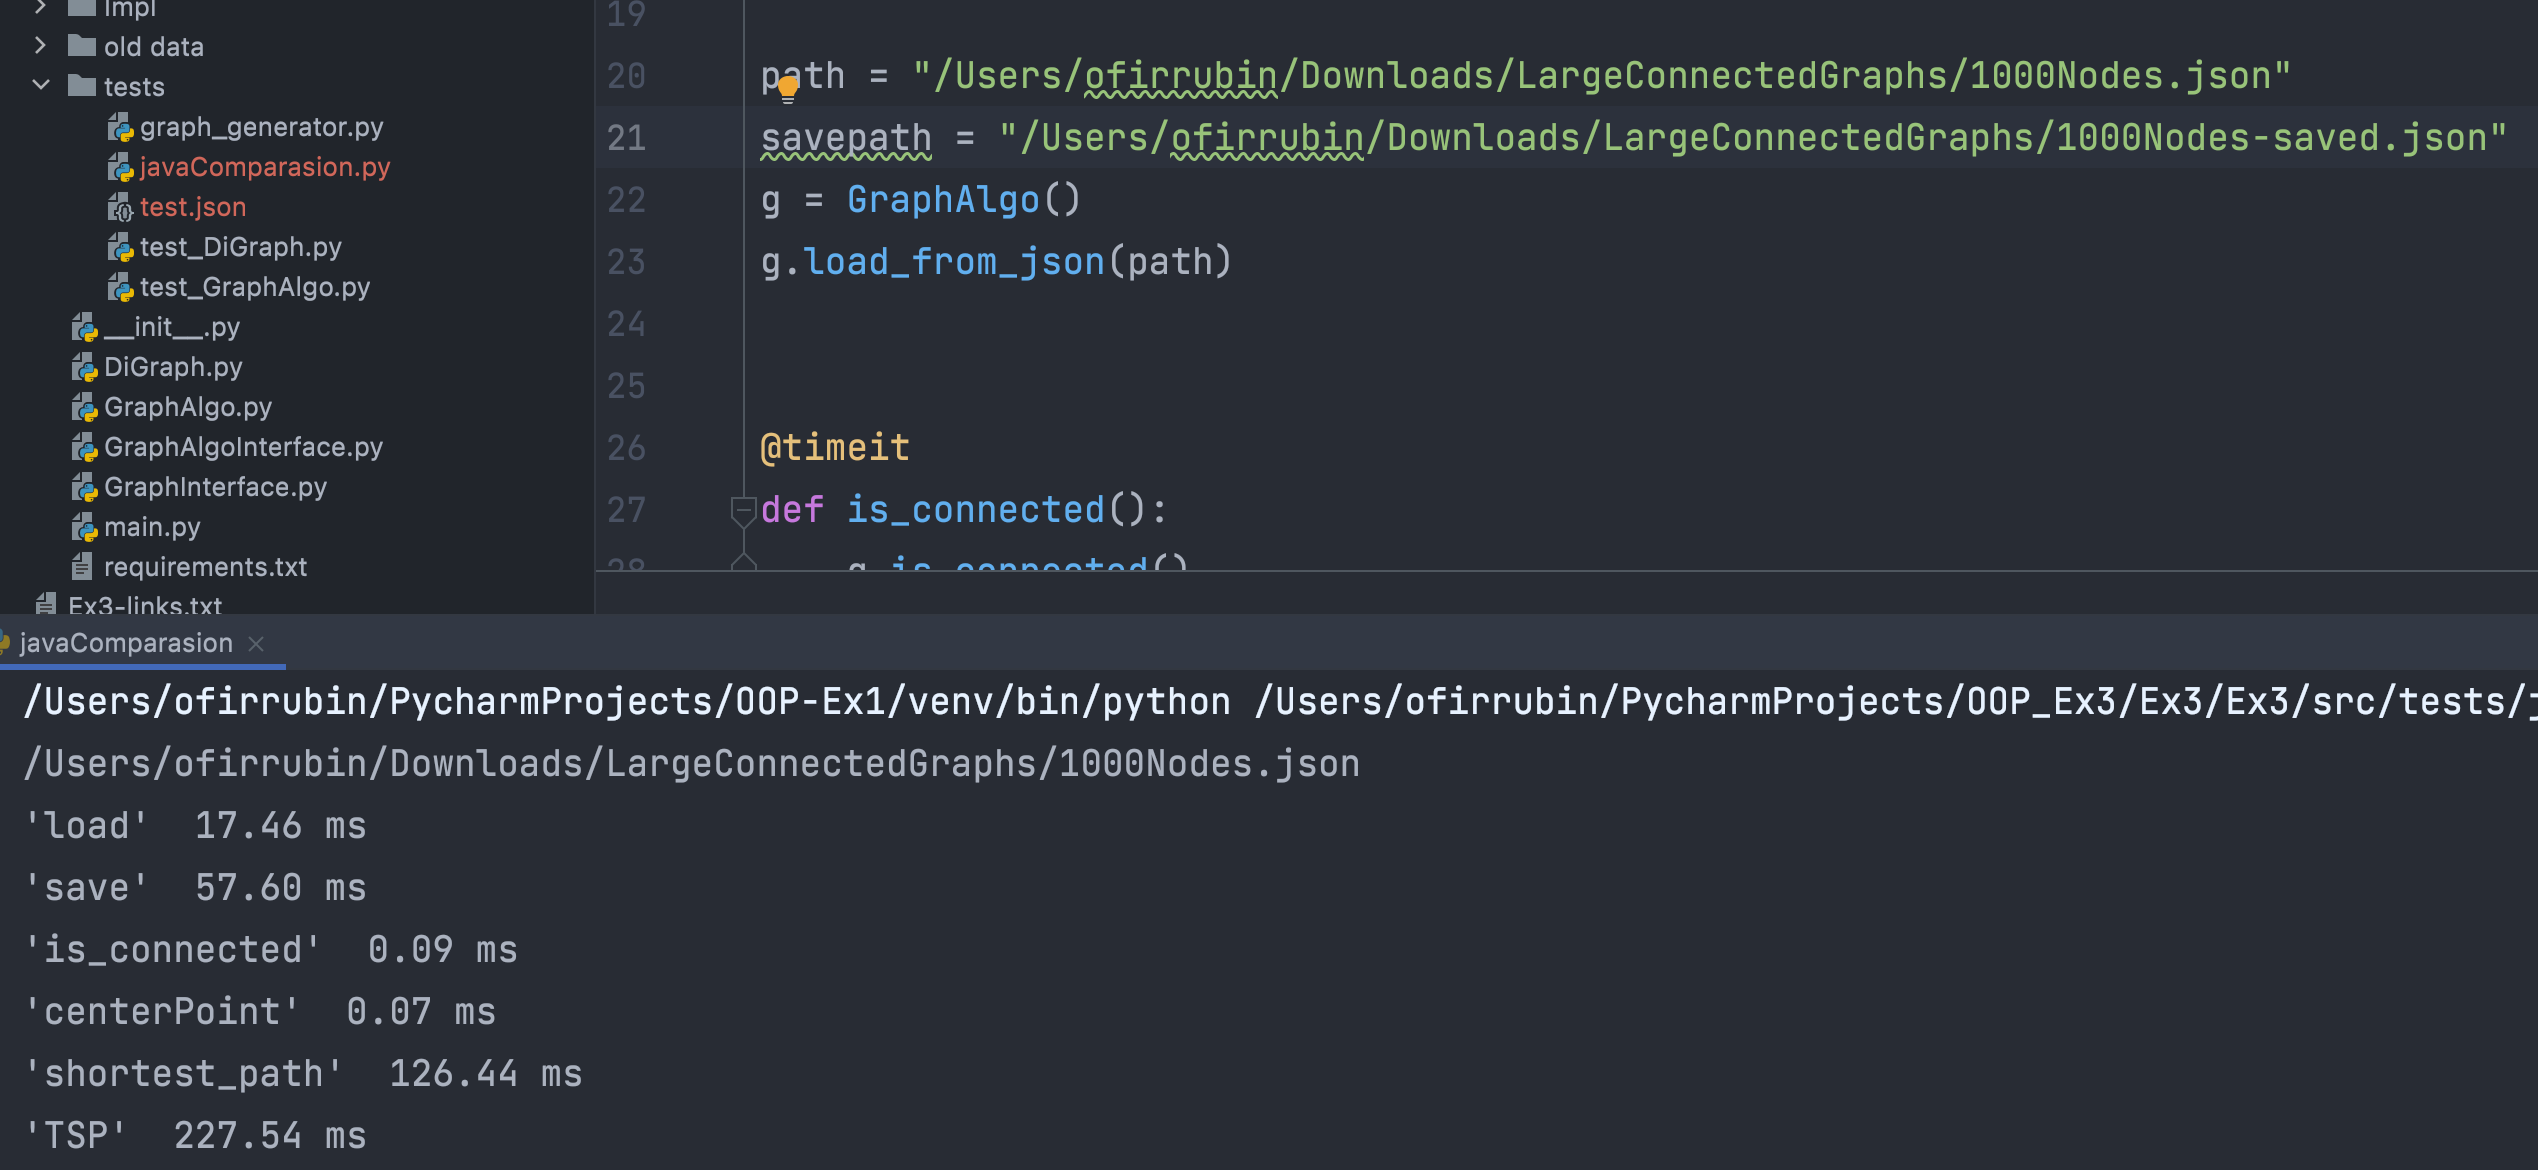 Impl
old data
tests
graph_generator.py
javaComparasion.py
test.json
test_DiGraph.py
test_GraphAlgo.py
__init__.py
DiGraph.py
GraphAlgo.py
GraphAlgoInterface.py
GraphInterface.py
main.py
requirements.txt
Ex3-links.txt
19
20 path = "/Users/ofirrubin/Downloads/LargeConnectedGraphs/1000Nodes.json"
21 savepath = "/Users/ofirrubin/Downloads/LargeConnectedGraphs/1000Nodes-saved.json"
22 g = GraphAlgo()
23 g.load_from_json(path)
24
25
26 @timeit
27 def is_connected():
28 g.is_connected()
javaComparasion
/Users/ofirrubin/PycharmProjects/OOP-Ex1/venv/bin/python /Users/ofirrubin/PycharmProjects/OOP_Ex3/Ex3/Ex3/src/tests/j
/Users/ofirrubin/Downloads/LargeConnectedGraphs/1000Nodes.json
'load' 17.46 ms
'save' 57.60 ms
'is_connected' 0.09 ms
'centerPoint' 0.07 ms
'shortest_path' 126.44 ms
'TSP' 227.54 ms